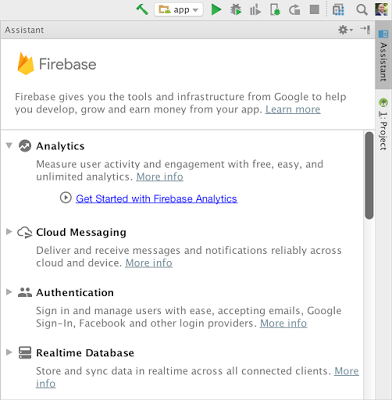 app
Assistant
Firebase
Firebase gives you the tools and infrastructure from Google to help
you develop, grow and earn money from your app. Learn more
Analytics
Measure user activity and engagement with free, easy, and
unlimited analytics. More info
Get Started with Firebase Analytics
Cloud Messaging
Deliver and receive messages and notifications reliably across
cloud and device. More info
Authentication
Sign in and manage users with ease, accepting emails, Google
Sign-In, Facebook and other login providers. More info
Realtime Database
Store and sync data in realtime across all connected clients. More
info
Assistant
1: Project